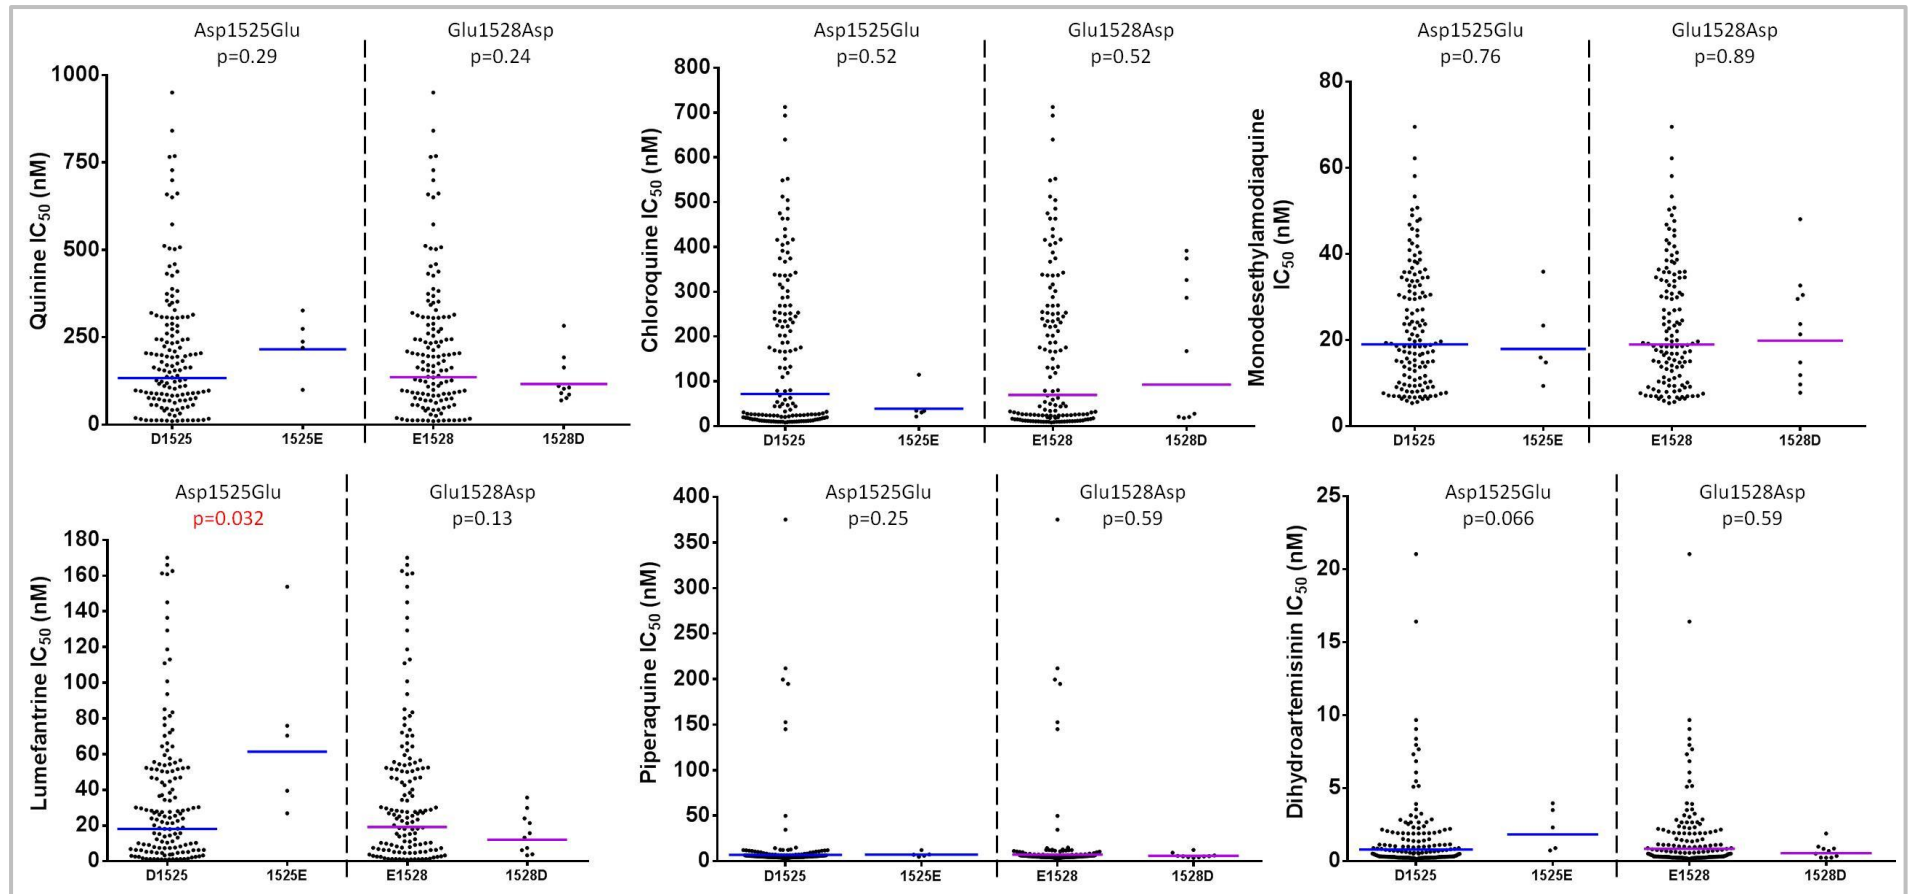 Asp1525Glu
p=0.29
Glu1528Asp
p=0.24
Quinine IC50 (nM)
1000
750
500
250
0
D1525
1525E
E1528
1528D
Asp1525Glu
p=0.52
Glu1528Asp
p=0.52
Chloroquine IC50 (nM)
800
700
600
500
400
300
200
100
0
D1525
1525E
E1528
1528D
Asp1525Glu
p=0.76
Glu1528Asp
p=0.89
Monodesethylamodiaquine
IC50 (nM)
80
60
40
20
0
D1525
1525E
E1528
1528D
Asp1525Glu
p=0.032
Glu1528Asp
p=0.13
Lumefantrine IC50 (nM)
180
160
140
120
100
80
60
40
20
0
D1525
1525E
E1528
1528D
Asp1525Glu
p=0.25
Glu1528Asp
p=0.59
Piperaquine IC50 (nM)
400
350
300
250
200
150
100
50
0
D1525
1525E
E1528
1528D
Asp1525Glu
p=0.066
Glu1528Asp
p=0.59
Dihydroartemisinin IC50 (nM)
25
20
15
10
5
0
D1525
1525E
E1528
1528D